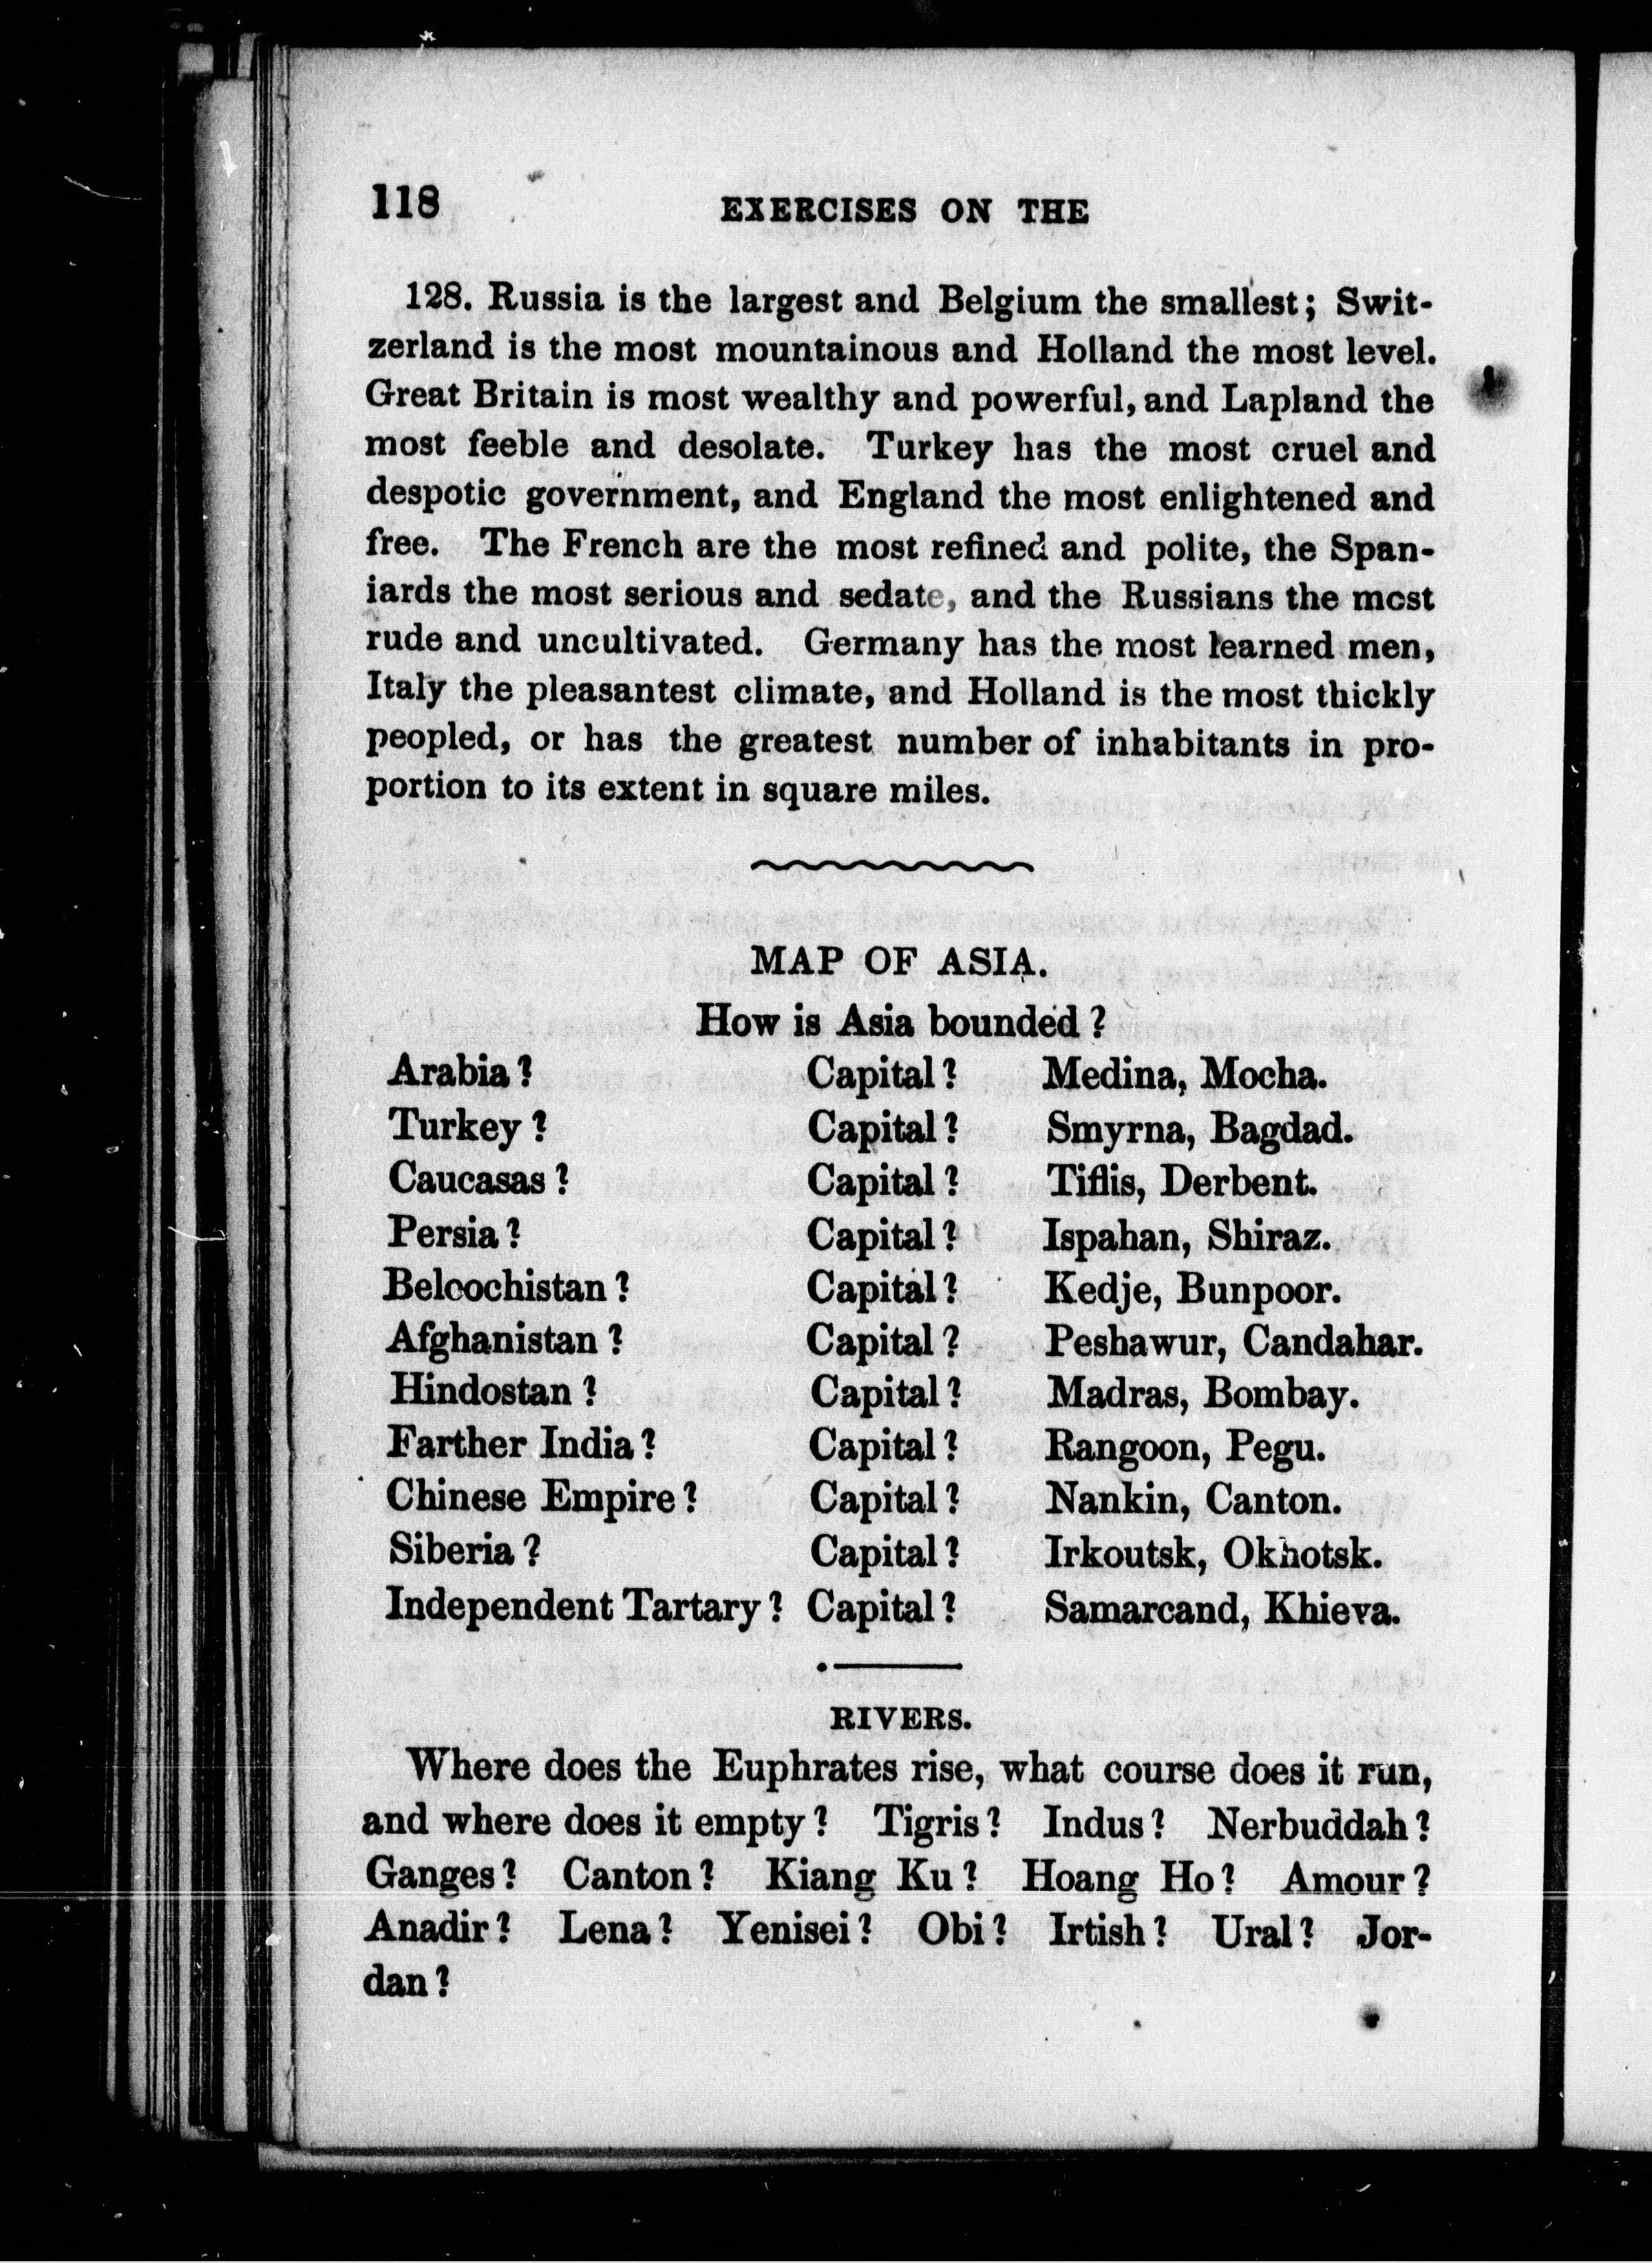 118 EXERCISES ON THE
128. Russia is the largest and Belgium the smallest; Swit-
zerland is the most mountainous and Holland the most level.
Great Britain is most wealthy and powerful, and Lapland the
most feeble and desolate. Turkey has the most cruel and
despotic government, and England the most enlightened and
free. The French are the most refined and polite, the Span-
iards the most serious and sedate, and the Russians the most
rude and uncultivated. Germany has the most learned men,
Italy the pleasantest climate, and Holland is the most thickly
peopled, or has the greatest number of inhabitants in pro-
portion to its extent in square miles.
MAP OF ASIA.
How is Asia bounded?
Arabia? Capital? Medina, Mocha.
Turkey? Capital? Smyrna, Bagdad.
Caucasas? Capital? Tiflis, Derbent.
Persia? Capital? Ispahan, Shiraz.
Beloochistan? Capital? Kedje, Bunpoor.
Afghanistan? Capital? Peshawur, Candahar.
Hindostan? Capital? Madras, Bombay.
Farther India? Capital? Rangoon, Pegu.
Chinese Empire? Capital? Nankin, Canton.
Siberia? Capital? Irkoutsk, Okhotsk.
Independent Tartary? Capital? Samarcand, Khieva.
RIVERS.
Where does the Euphrates rise, what course does it run,
and where does it empty? Tigris? Indus? Nerbuddah?
Ganges? Canton? Kiang Ku? Hoang Ho? Amour?
Anadir? Lena? Yenisei? Obi? Irtish? Ural? Jor-
dan?